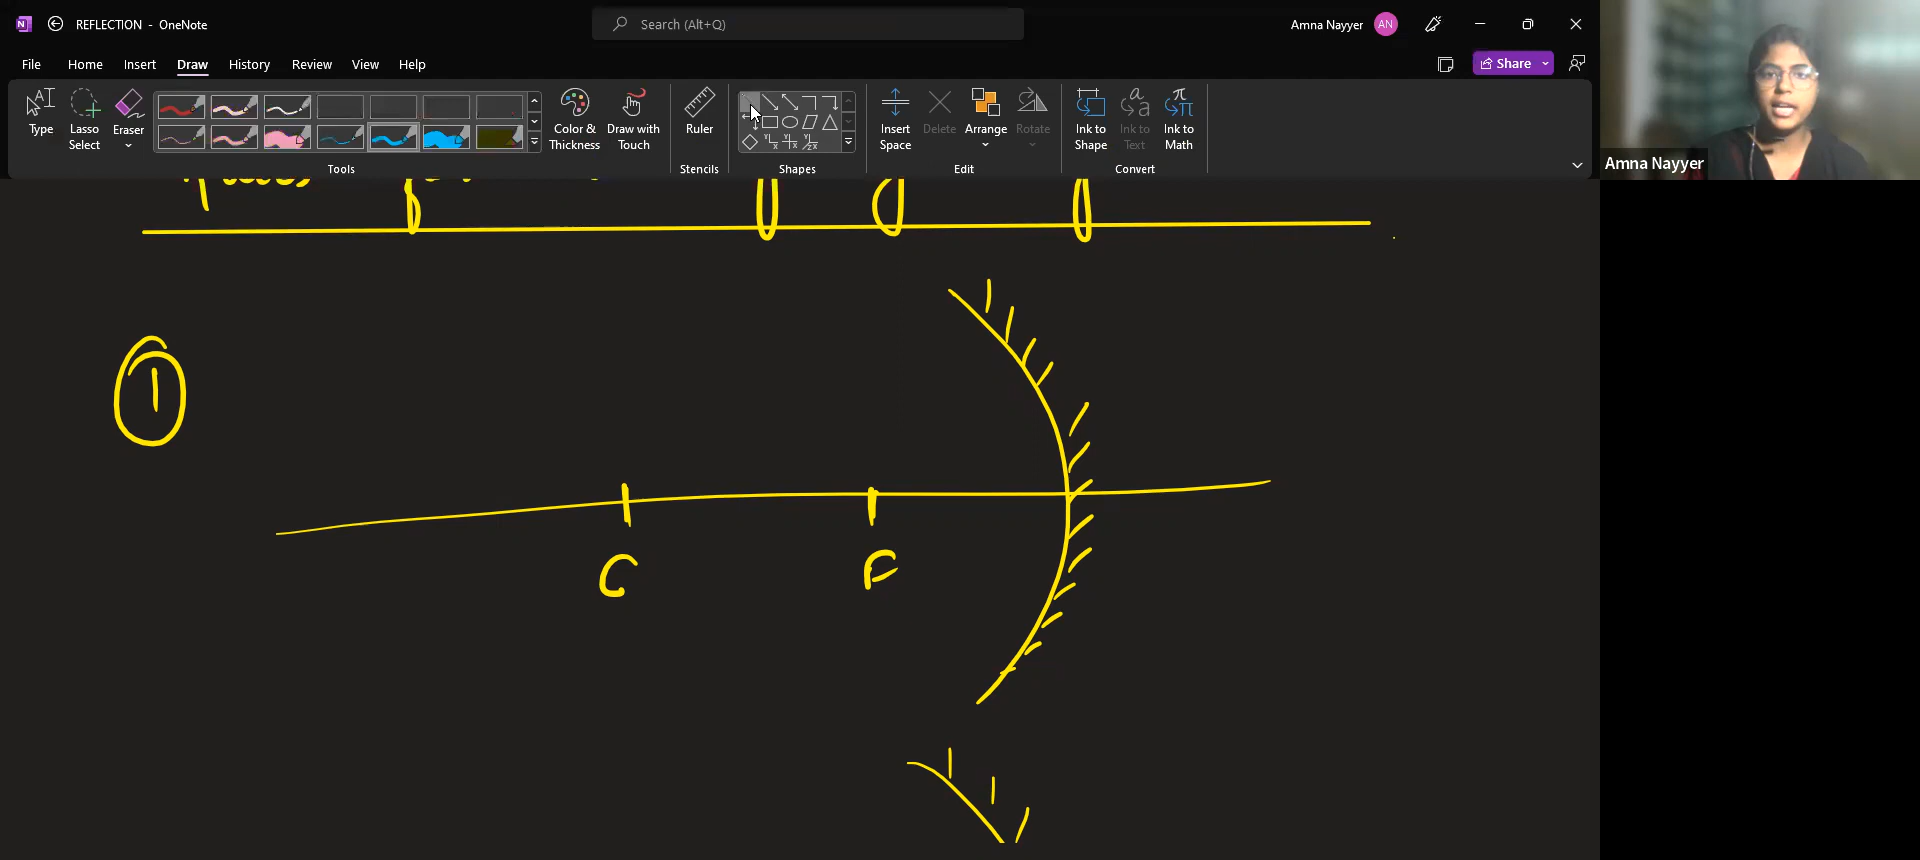 REFLECTION - OneNote
Search (Alt+Q)
Amna Nayyer
AN
File Home Insert Draw History Review View Help
Share
Type
Lasso Select
Eraser
Color & Thickness
Draw with Touch
Ruler
Insert Space
Delete
Arrange
Rotate
Ink to Shape
Ink to Text
Ink to Math
Tools
Stencils
Shapes
Edit
Convert
Amna Nayyer
1
C
F